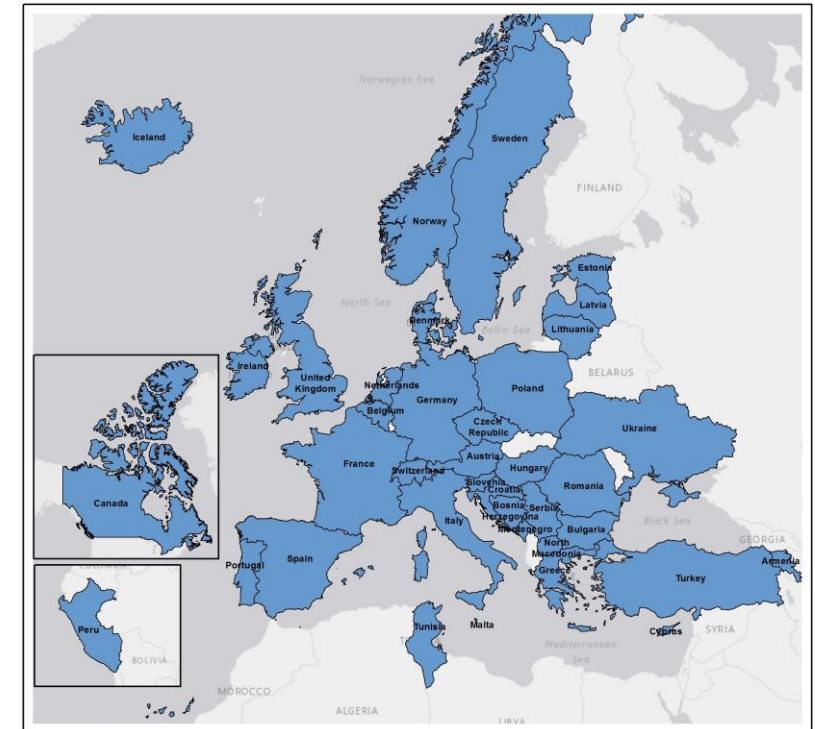 Norwegian Sea
Iceland
Sweden
FINLAND
Norway
Estonia
North Sea
Latvia
Denmark
Baltic Sea
Lithuania
Ireland
BELARUS
United
Kingdom
Netherlands
Poland
Germany
Belgium
Czech
Republic
Ukraine
Austria
France
Switzerland
Hungary
Slovenia
Croatia
Romania
Canada
Bosnia
Herzegovina
Serbia
Italy
Montenegro
Black Sea
Bulgaria
GEORGIA
North
Macedonia
Spain
Portugal
Armenia
Greece
Turkey
Peru
Tunisia
Malta
Cyprus
SYRIA
Mediterranean
Sea
BOLIVIA
MOROCCO
ALGERIA